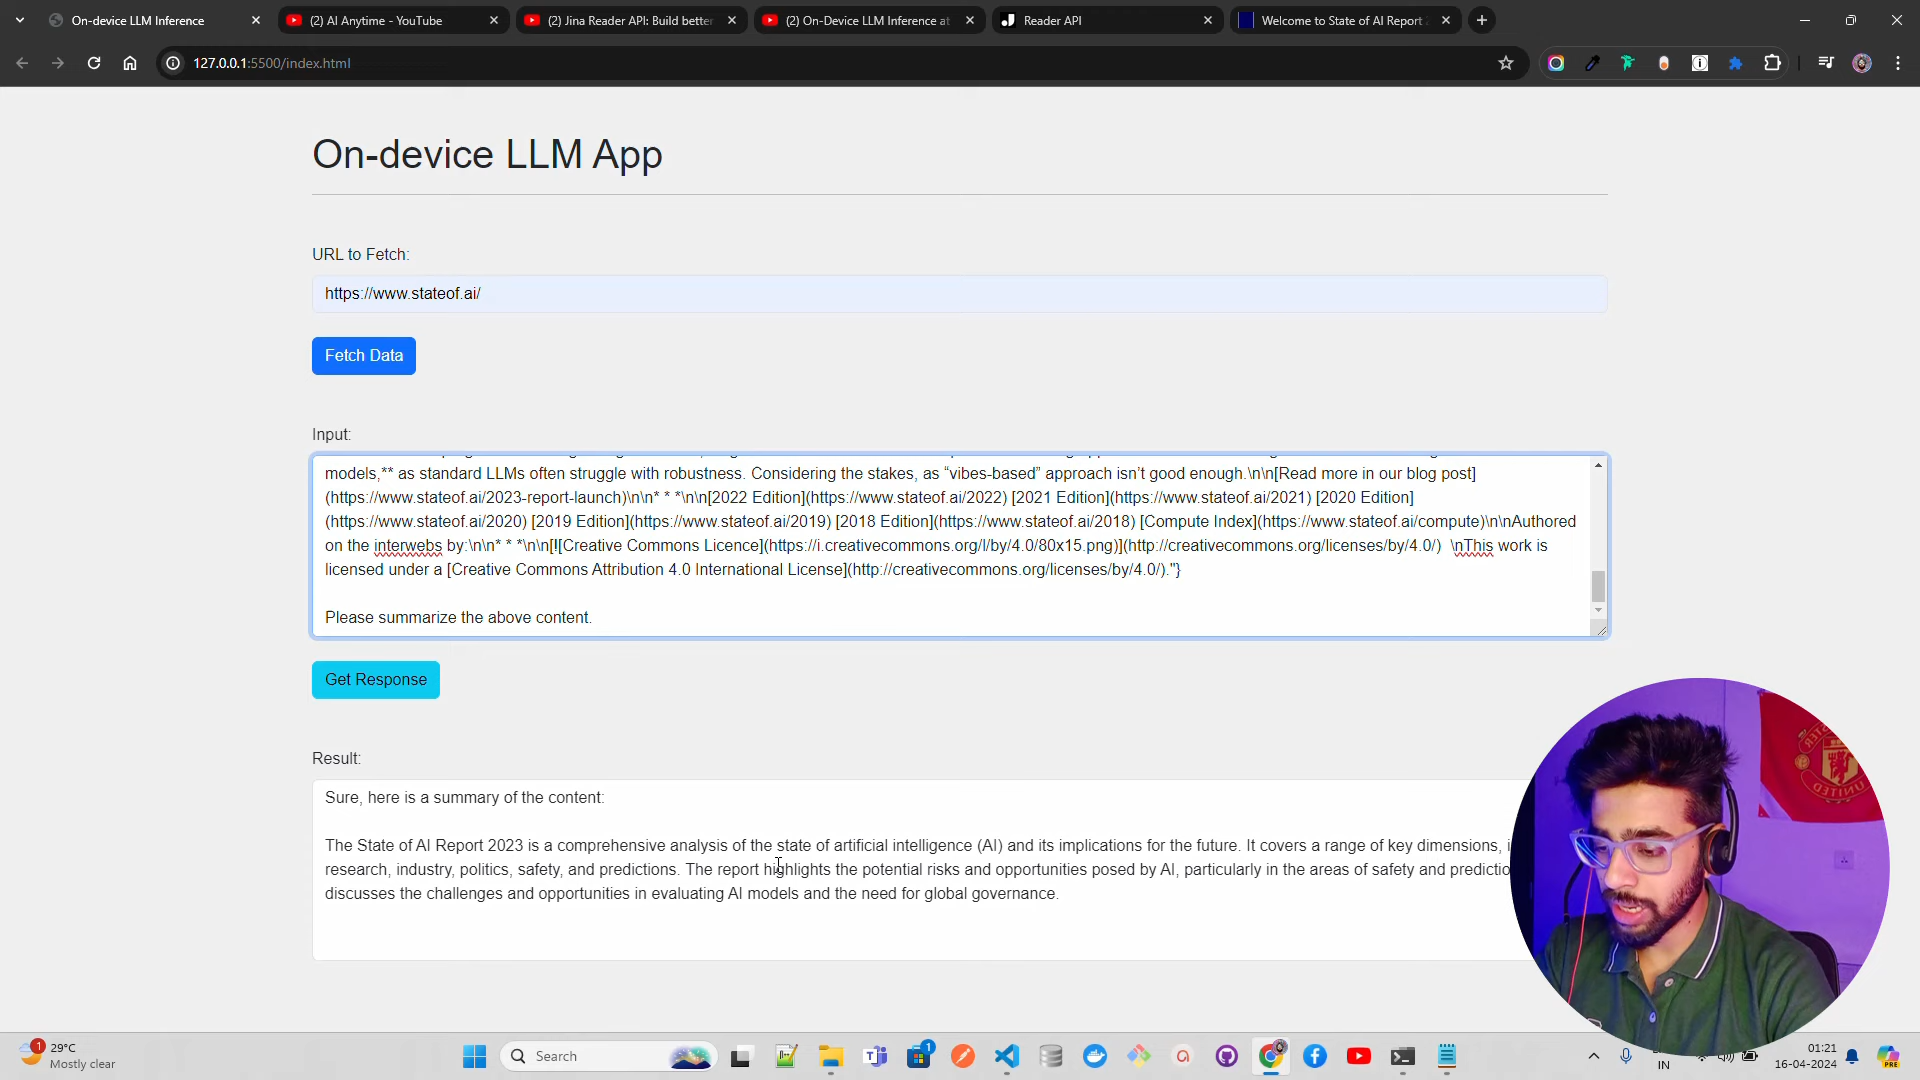 On-device LLM Inference
(2) AI Anytime - YouTube
(2) Jina Reader API: Build better
(2) On-Device LLM Inference at
Reader API
Welcome to State of AI Report 2
127.0.0.1:5500/index.html
On-device LLM App
URL to Fetch:
https://www.stateof.ai/
Fetch Data
Input:
models,** as standard LLMs often struggle with robustness. Considering the stakes, as “vibes-based” approach isn’t good enough.\n\n[Read more in our blog post]
(https://www.stateof.ai/2023-report-launch)\n\n* * *\n\n[2022 Edition](https://www.stateof.ai/2022) [2021 Edition](https://www.stateof.ai/2021) [2020 Edition]
(https://www.stateof.ai/2020) [2019 Edition](https://www.stateof.ai/2019) [2018 Edition](https://www.stateof.ai/2018) [Compute Index](https://www.stateof.ai/compute)\n\nAuthored
on the interwebs by:\n\n* * *\n\n[![Creative Commons Licence](https://i.creativecommons.org/l/by/4.0/80x15.png)](http://creativecommons.org/licenses/by/4.0/)  \nThis work is
licensed under a [Creative Commons Attribution 4.0 International License](http://creativecommons.org/licenses/by/4.0/)."}
Please summarize the above content.
Get Response
Result:
Sure, here is a summary of the content:
The State of AI Report 2023 is a comprehensive analysis of the state of artificial intelligence (AI) and its implications for the future. It covers a range of key dimensions,
research, industry, politics, safety, and predictions. The report highlights the potential risks and opportunities posed by AI, particularly in the areas of safety and
discusses the challenges and opportunities in evaluating AI models and the need for global governance.
UNITED
1
29°C
Mostly clear
Search
1
IN
01:21
16-04-2024
PRE